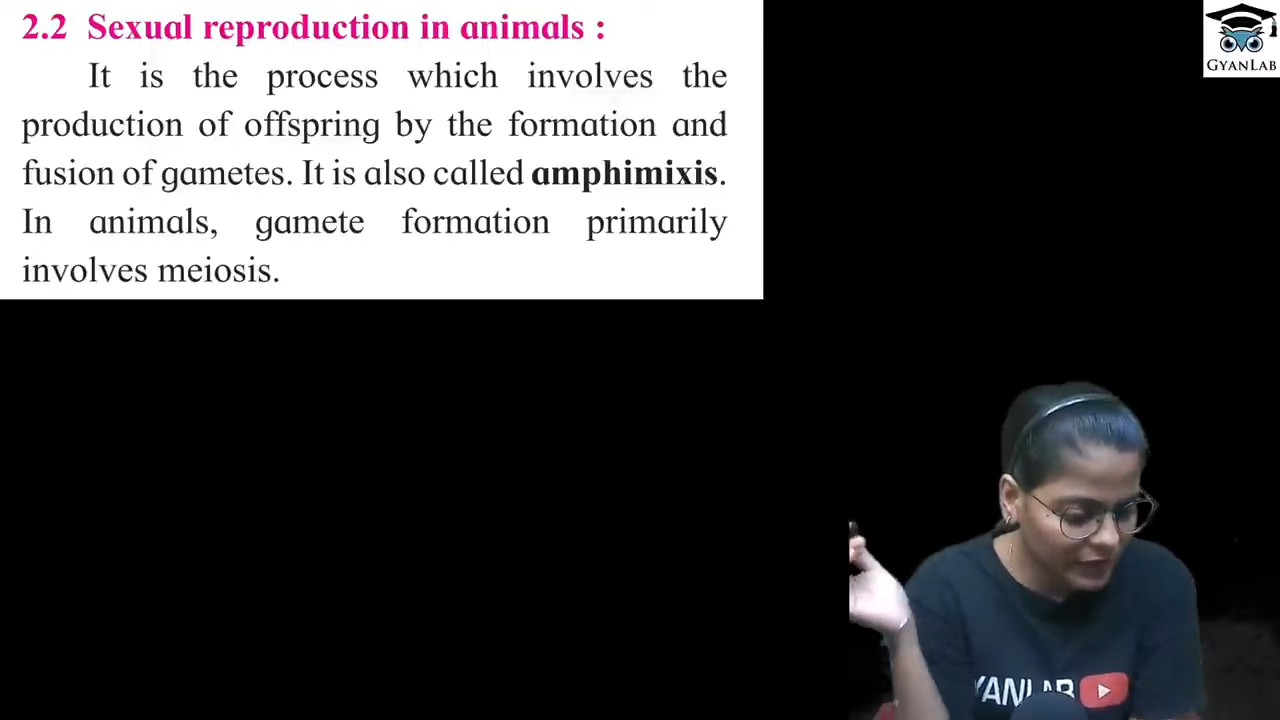 2.2 Sexual reproduction in animals :
It is the process which involves the
production of offspring by the formation and
fusion of gametes. It is also called amphimixis.
In animals, gamete formation primarily
involves meiosis.
GYANLAB
YANLAB